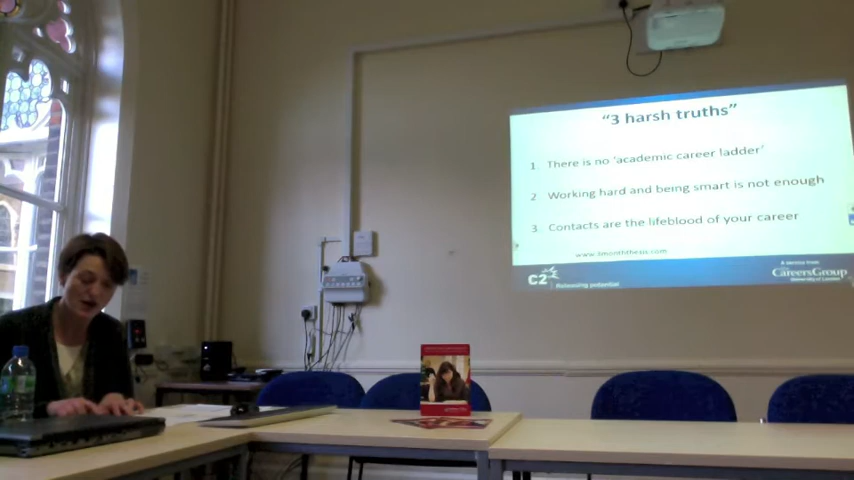 "3 harsh truths"
1. There is no 'academic career ladder'
2 Working hard and being smart is not enough
3. Contacts are the lifeblood of your career
www.3monththesis.com
C2
Releasing potential
A service from:
CareersGroup
University of London